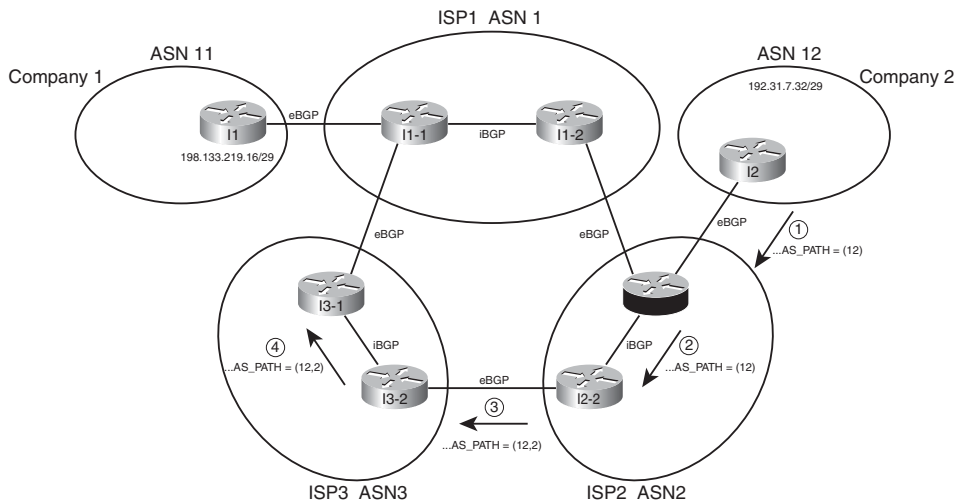 ISP1 ASN 1
ASN 11
ASN 12
Company 1
Company 2
192.31.7.32/29
eBGP
I1
I1-1
iBGP
I1-2
198.133.219.16/29
I2
eBGP
eBGP
eBGP
1
...AS_PATH = (12)
I3-1
4
iBGP
iBGP
2
...AS_PATH = (12,2)
...AS_PATH = (12)
I3-2
eBGP
I2-2
3
...AS_PATH = (12,2)
ISP3 ASN3
ISP2 ASN2